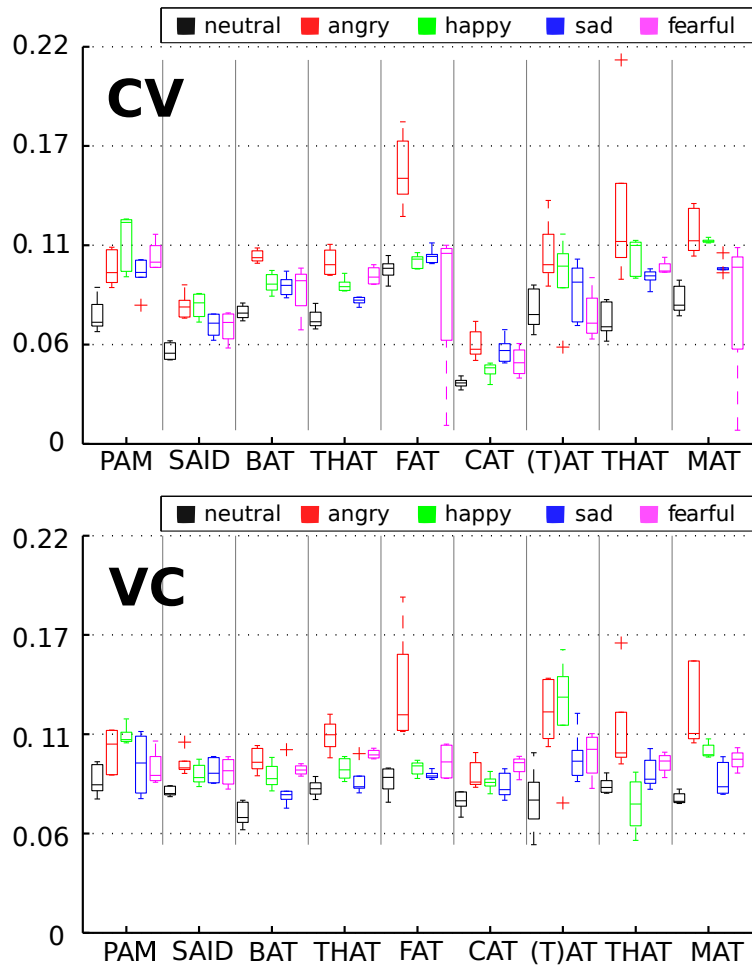 neutral angry happy sad fearful
0.22
CV
0.17
0.11
0.06
0
PAM SAID BAT THAT FAT CAT (T)AT THAT MAT
neutral angry happy sad fearful
0.22
VC
0.17
0.11
0.06
0
PAM SAID BAT THAT FAT CAT (T)AT THAT MAT